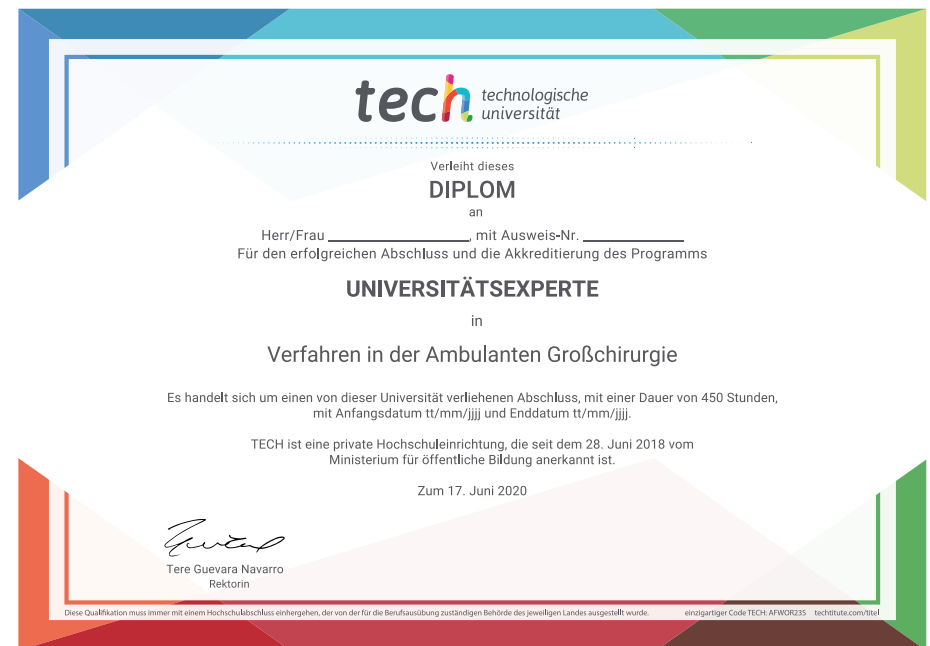 tech technologische
universität
Verleiht dieses
DIPLOM
an
Herr/Frau ____________________, mit Ausweis-Nr. ______________
Für den erfolgreichen Abschluss und die Akkreditierung des Programms
UNIVERSITÄTSEXPERTE
in
Verfahren in der Ambulanten Großchirurgie
Es handelt sich um einen von dieser Universität verliehenen Abschluss, mit einer Dauer von 450 Stunden,
mit Anfangsdatum tt/mm/jjjj und Enddatum tt/mm/jjjj.
TECH ist eine private Hochschuleinrichtung, die seit dem 28. Juni 2018 vom
Ministerium für öffentliche Bildung anerkannt ist.
Zum 17. Juni 2020
Tere Guevara Navarro
Rektorin
Diese Qualifikation muss immer mit einem Hochschulabschluss einhergehen, der von der für die Berufsausübung zuständigen Behörde des jeweiligen Landes ausgestellt wurde. einzigartiger Code TECH: AFWOR23S techtitute.com/titel